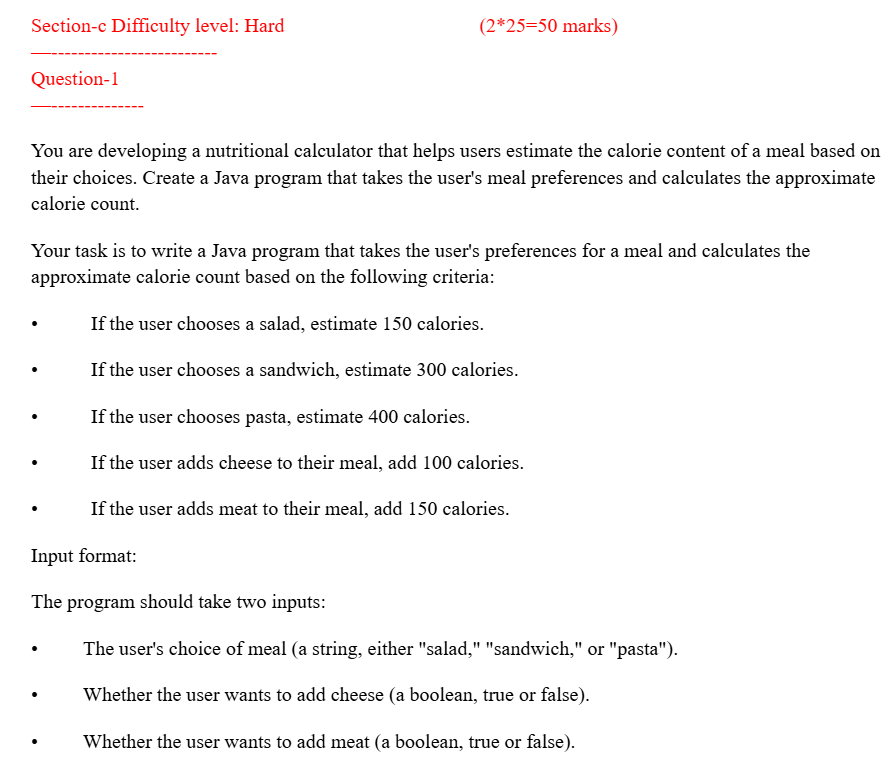 Section-c Difficulty level: Hard (2*25=50 marks)
—-------------------------
Question-1
—--------------
You are developing a nutritional calculator that helps users estimate the calorie content of a meal based on
their choices. Create a Java program that takes the user's meal preferences and calculates the approximate
calorie count.
Your task is to write a Java program that takes the user's preferences for a meal and calculates the
approximate calorie count based on the following criteria:
• If the user chooses a salad, estimate 150 calories.
• If the user chooses a sandwich, estimate 300 calories.
• If the user chooses pasta, estimate 400 calories.
• If the user adds cheese to their meal, add 100 calories.
• If the user adds meat to their meal, add 150 calories.
Input format:
The program should take two inputs:
• The user's choice of meal (a string, either "salad," "sandwich," or "pasta").
• Whether the user wants to add cheese (a boolean, true or false).
• Whether the user wants to add meat (a boolean, true or false).